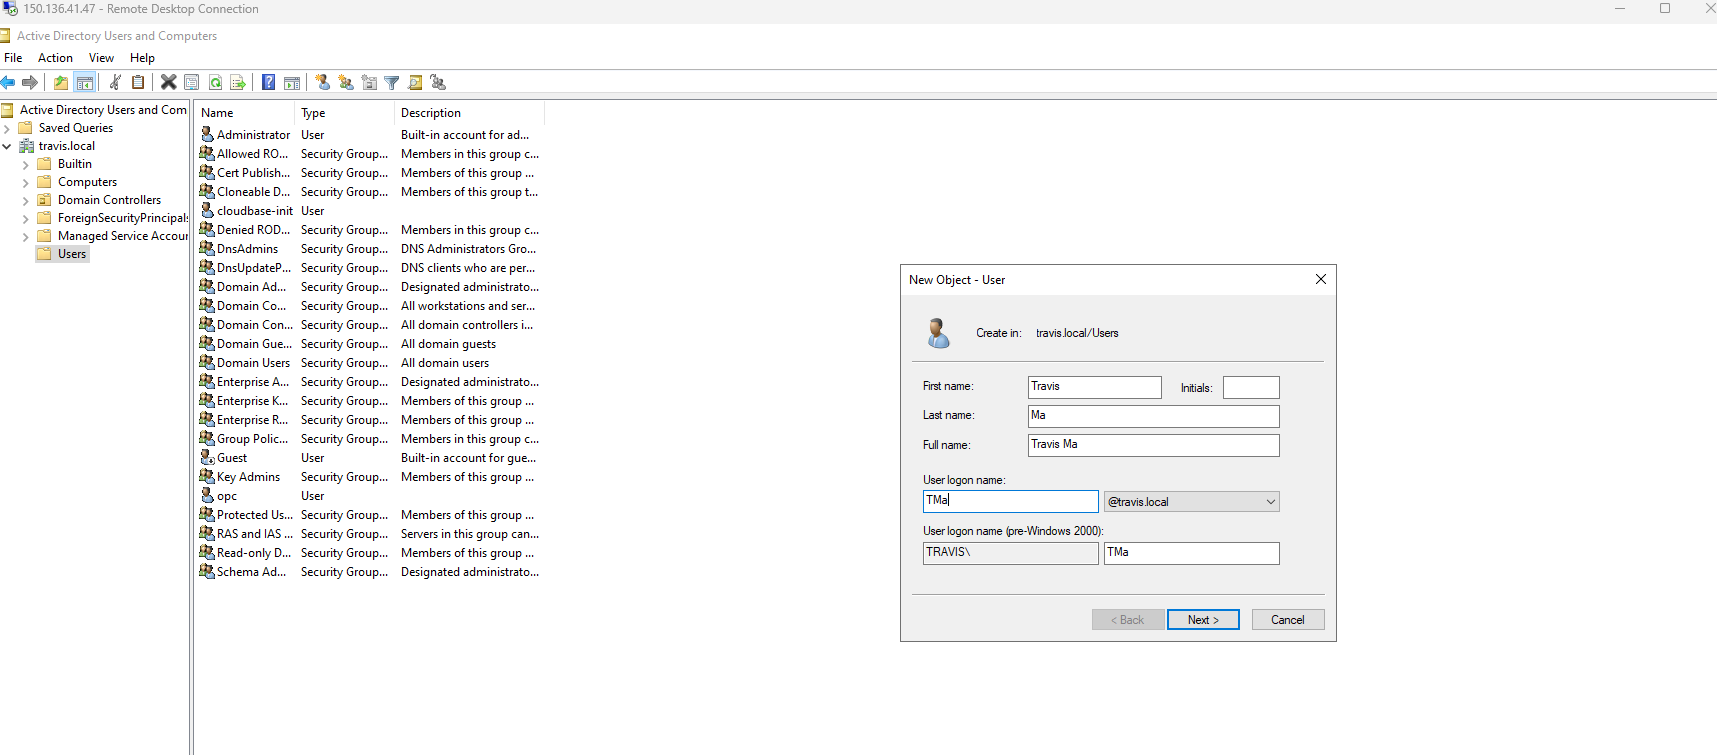 150.136.41.47 - Remote Desktop Connection
Active Directory Users and Computers
File Action View Help
Active Directory Users and Com
Saved Queries
travis.local
Builtin
Computers
Domain Controllers
ForeignSecurityPrincipals
Managed Service Accour
Users
Name Type Description
Administrator User Built-in account for ad...
Allowed RO... Security Group... Members in this group c...
Cert Publish... Security Group... Members of this group ...
Cloneable D... Security Group... Members of this group t...
cloudbase-init User
Denied ROD... Security Group... Members in this group c...
DnsAdmins Security Group... DNS Administrators Gro...
DnsUpdateP... Security Group... DNS clients who are per...
Domain Ad... Security Group... Designated administrato...
Domain Co... Security Group... All workstations and ser...
Domain Con... Security Group... All domain controllers i...
Domain Gue... Security Group... All domain guests
Domain Users Security Group... All domain users
Enterprise A... Security Group... Designated administrato...
Enterprise K... Security Group... Members of this group ...
Enterprise R... Security Group... Members of this group ...
Group Polic... Security Group... Members in this group c...
Guest User Built-in account for gue...
Key Admins Security Group... Members of this group ...
opc User
Protected Us... Security Group... Members of this group ...
RAS and IAS ... Security Group... Servers in this group can...
Read-only D... Security Group... Members of this group ...
Schema Ad... Security Group... Designated administrato...
New Object - User
Create in: travis.local/Users
First name: Travis Initials:
Last name: Ma
Full name: Travis Ma
User logon name:
TMa @travis.local
User logon name (pre-Windows 2000):
TRAVIS\ TMa
< Back Next > Cancel